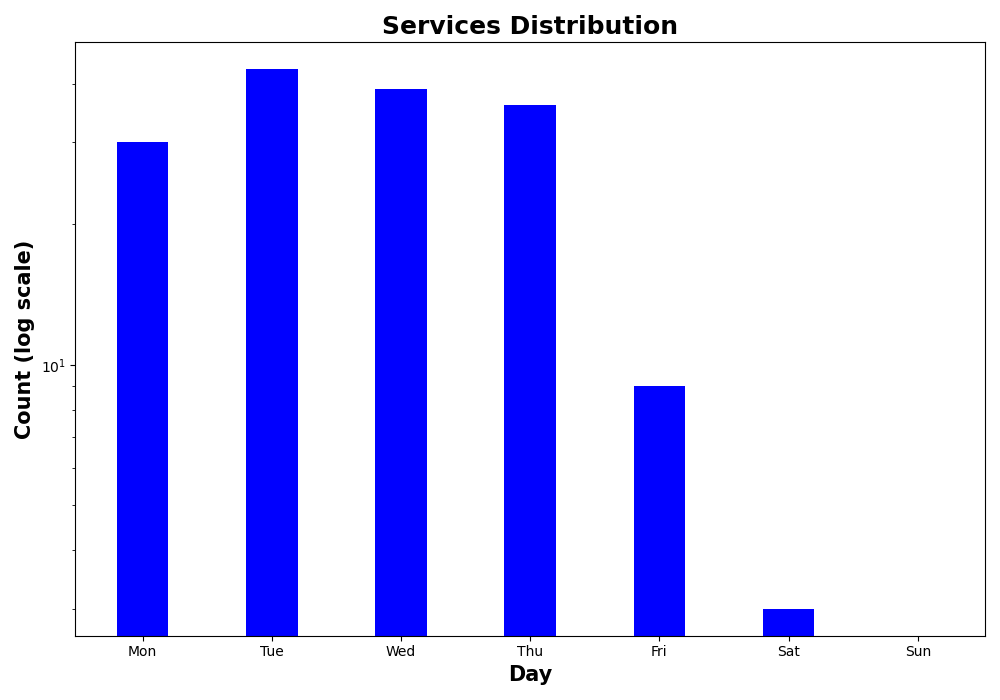 Services Distribution
Count (log scale)
10¹
Mon Tue Wed Thu Fri Sat Sun
Day